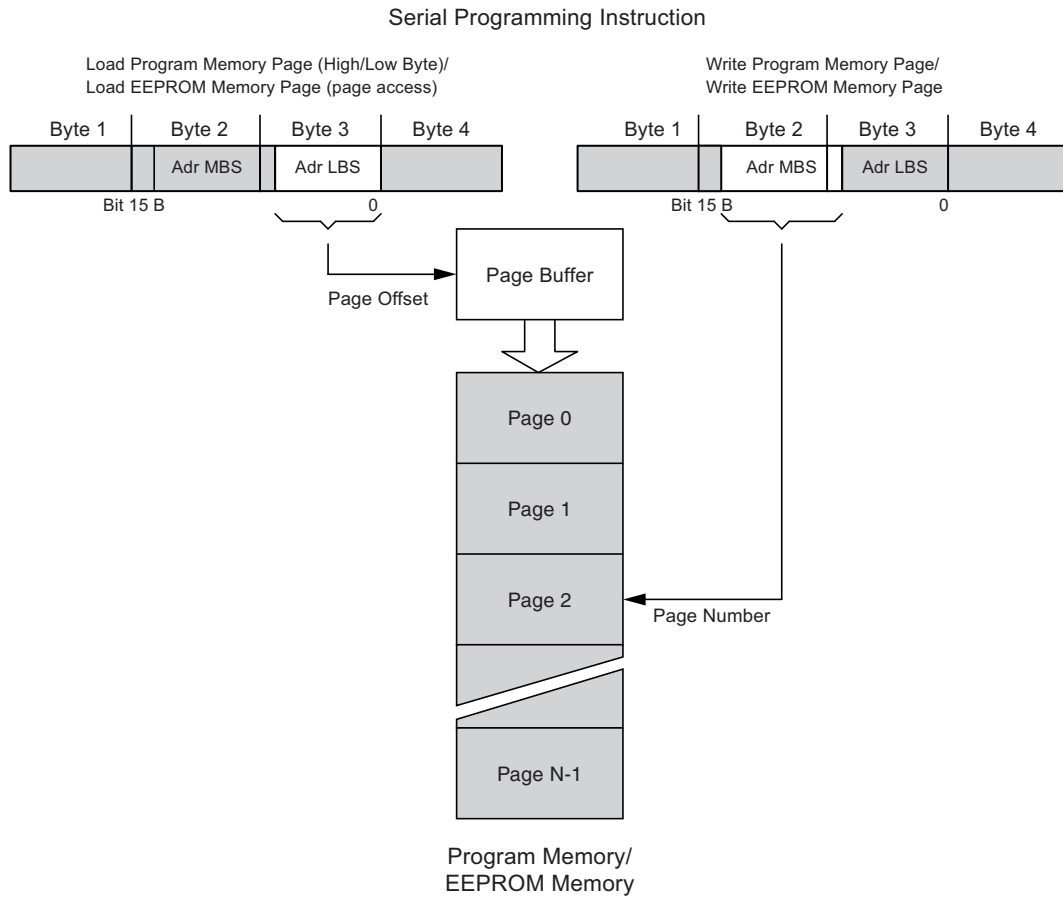 Serial Programming Instruction
Load Program Memory Page (High/Low Byte)/
Load EEPROM Memory Page (page access)
Byte 1 Byte 2 Byte 3 Byte 4
Adr MBS Adr LBS
Bit 15 B 0
Write Program Memory Page/
Write EEPROM Memory Page
Byte 1 Byte 2 Byte 3 Byte 4
Adr MBS Adr LBS
Bit 15 B 0
Page Buffer
Page Offset
Page 0
Page 1
Page 2
Page Number
Page N-1
Program Memory/
EEPROM Memory